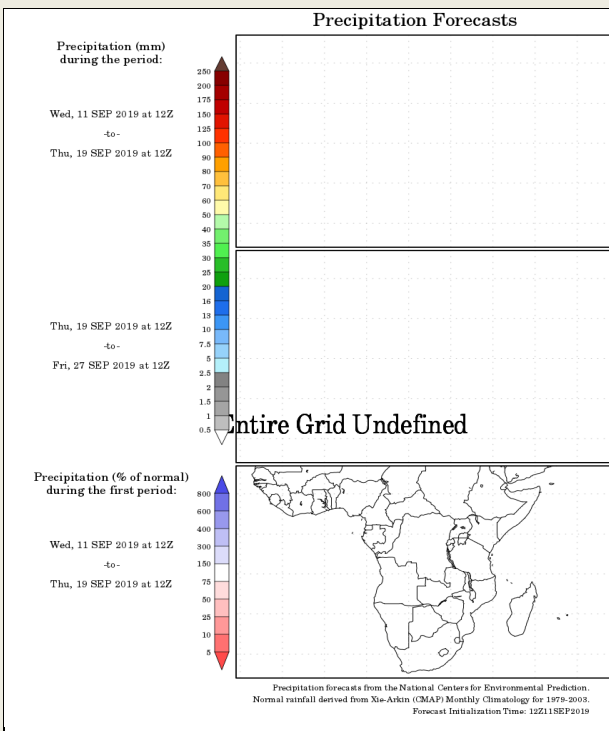 Precipitation Forecasts
Precipitation (mm)
during the period:
Wed, 11 SEP 2019 at 12Z
-to-
Thu, 19 SEP 2019 at 12Z
250
200
175
150
125
100
90
80
70
60
50
40
35
30
25
20
16
13
10
7.5
5
2.5
2
1.5
1
0.5
Thu, 19 SEP 2019 at 12Z
-to-
Fri, 27 SEP 2019 at 12Z
Entire Grid Undefined
Precipitation (% of normal)
during the first period:
Wed, 11 SEP 2019 at 12Z
-to-
Thu, 19 SEP 2019 at 12Z
800
600
400
300
150
75
50
25
10
5
Precipitation forecasts from the National Centers for Environmental Prediction.
Normal rainfall derived from Xie-Arkin (CMAP) Monthly Climatology for 1979-2003.
Forecast Initialization Time: 12Z11SEP2019